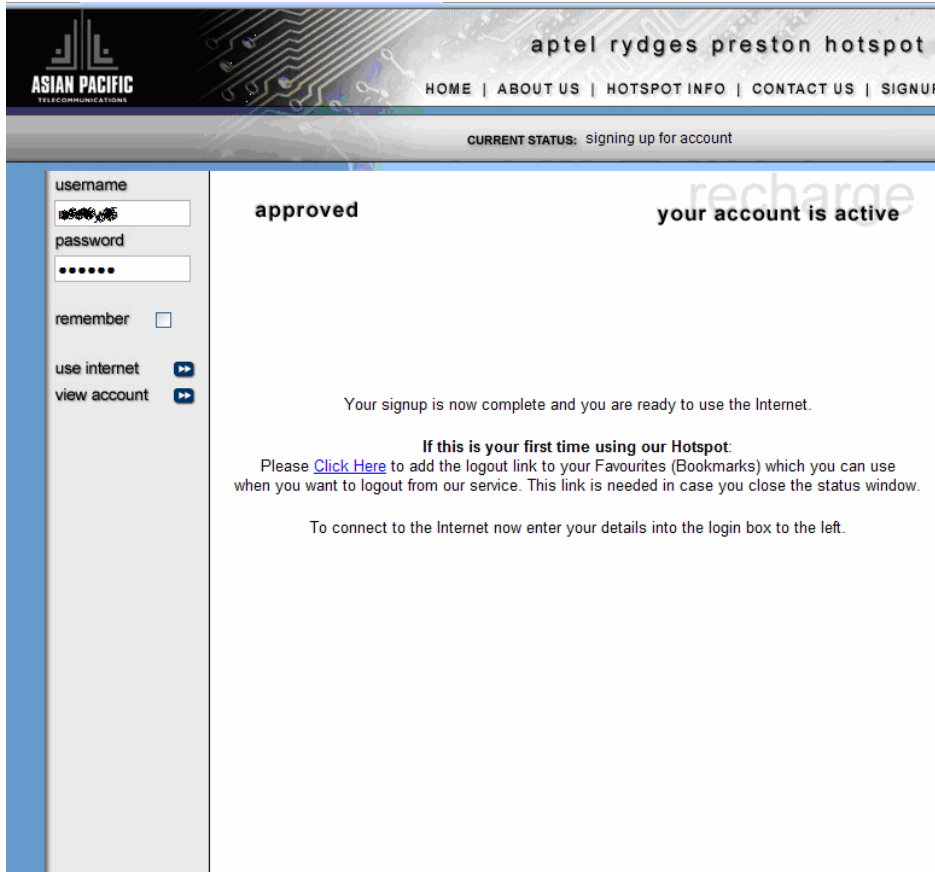 ASIAN PACIFIC
TELECOMMUNICATIONS
aptel rydges preston hotspot
HOME | ABOUT US | HOTSPOT INFO | CONTACT US |
CURRENT STATUS: signing up for account
username
password
••••••
remember
use internet
view account
recharge
approved
your account is active
Your signup is now complete and you are ready to use the Internet.
If this is your first time using our Hotspot:
Please Click Here to add the logout link to your Favourites (Bookmarks) which you can use
when you want to logout from our service. This link is needed in case you close the status window.
To connect to the Internet now enter your details into the login box to the left.